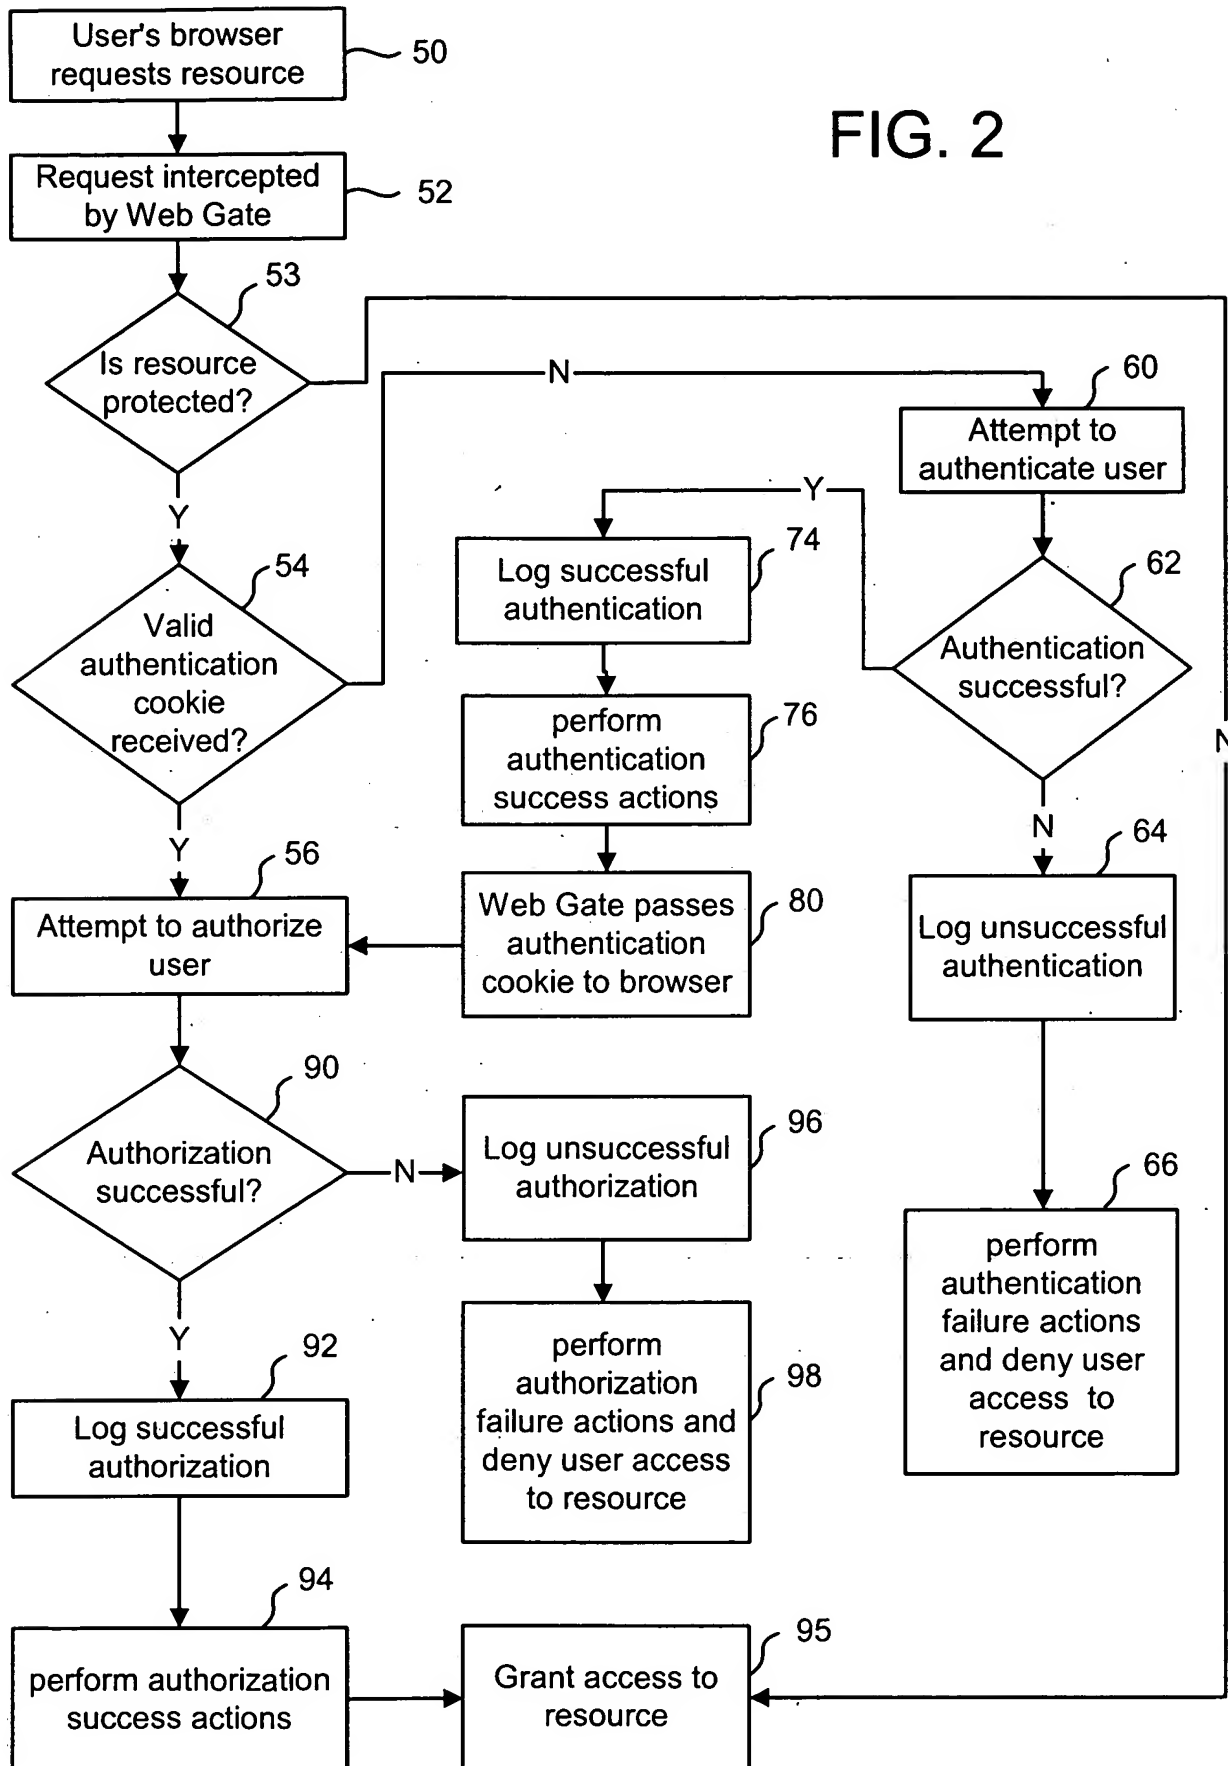 User's browser
requests resource
50
FIG. 2
Request intercepted
by Web Gate
52
53
Is resource
protected?
N
60
Attempt to
authenticate user
Y
Y
74
Log successful
authentication
54
Valid
authentication
cookie
received?
62
Authentication
successful?
76
perform
authentication
success actions
N
N
Y
56
Attempt to authorize
user
80
Web Gate passes
authentication
cookie to browser
64
Log unsuccessful
authentication
90
Authorization
successful?
N
96
Log unsuccessful
authorization
66
perform
authentication
failure actions
and deny user
access to
resource
Y
92
Log successful
authorization
98
perform
authorization
failure actions and
deny user access
to resource
94
perform authorization
success actions
95
Grant access to
resource